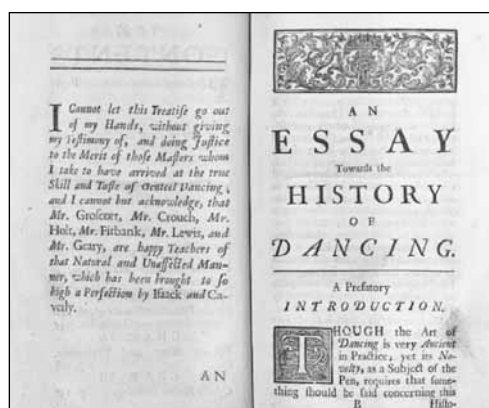 I Cannot let this Treatiſe go out
of my Hands, without giving
my Teſtimony of, and doing Juſtice
to the Merit of thoſe Maſters whom
I take to have arrived at the true
Skill and Taſte of Genteel Dancing;
and I cannot but acknowledge, that
Mr. Groſcort, Mr. Crouch, Mr.
Holt, Mr. Fitbank, Mr. Lewis, and
Mr. Geary, are happy Teachers of
that Natural and Unaffected Man-
ner, which has been brought to ſo
high a Perfection by Iſaack and Ca-
verly.
AN
AN
ESSAY
Towards the
HISTORY
OF
DANCING.
A Prefatory
INTRODUCTION.
THOUGH the Art of
Dancing is very Ancient
in Practice, yet its No-
velty, as a Subject of the
Pen, requires that ſome-
thing ſhould be ſaid concerning this
B Hiſto-